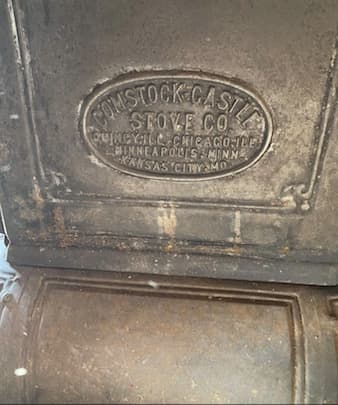 COMSTOCK-CASTLE
STOVE CO.
QUINCY, ILL.-CHICAGO, ILL.
MINNEAPOLIS, MINN.
KANSAS CITY, MO.